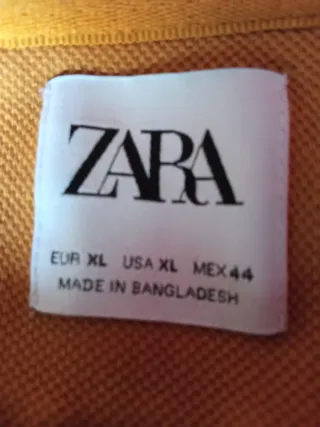 ZARA
EUR XL USA XL MEX 44
MADE IN BANGLADESH